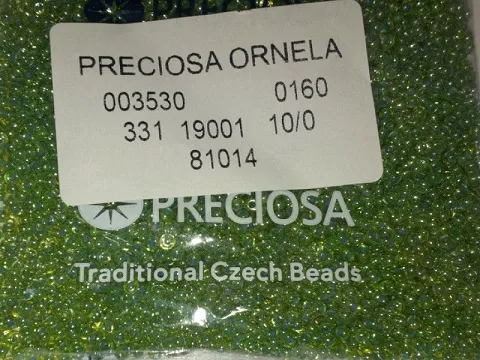 PRECIOSA ORNELA
003530 0160
331 19001 10/0
81014
PRECIOSA
Traditional Czech Beads